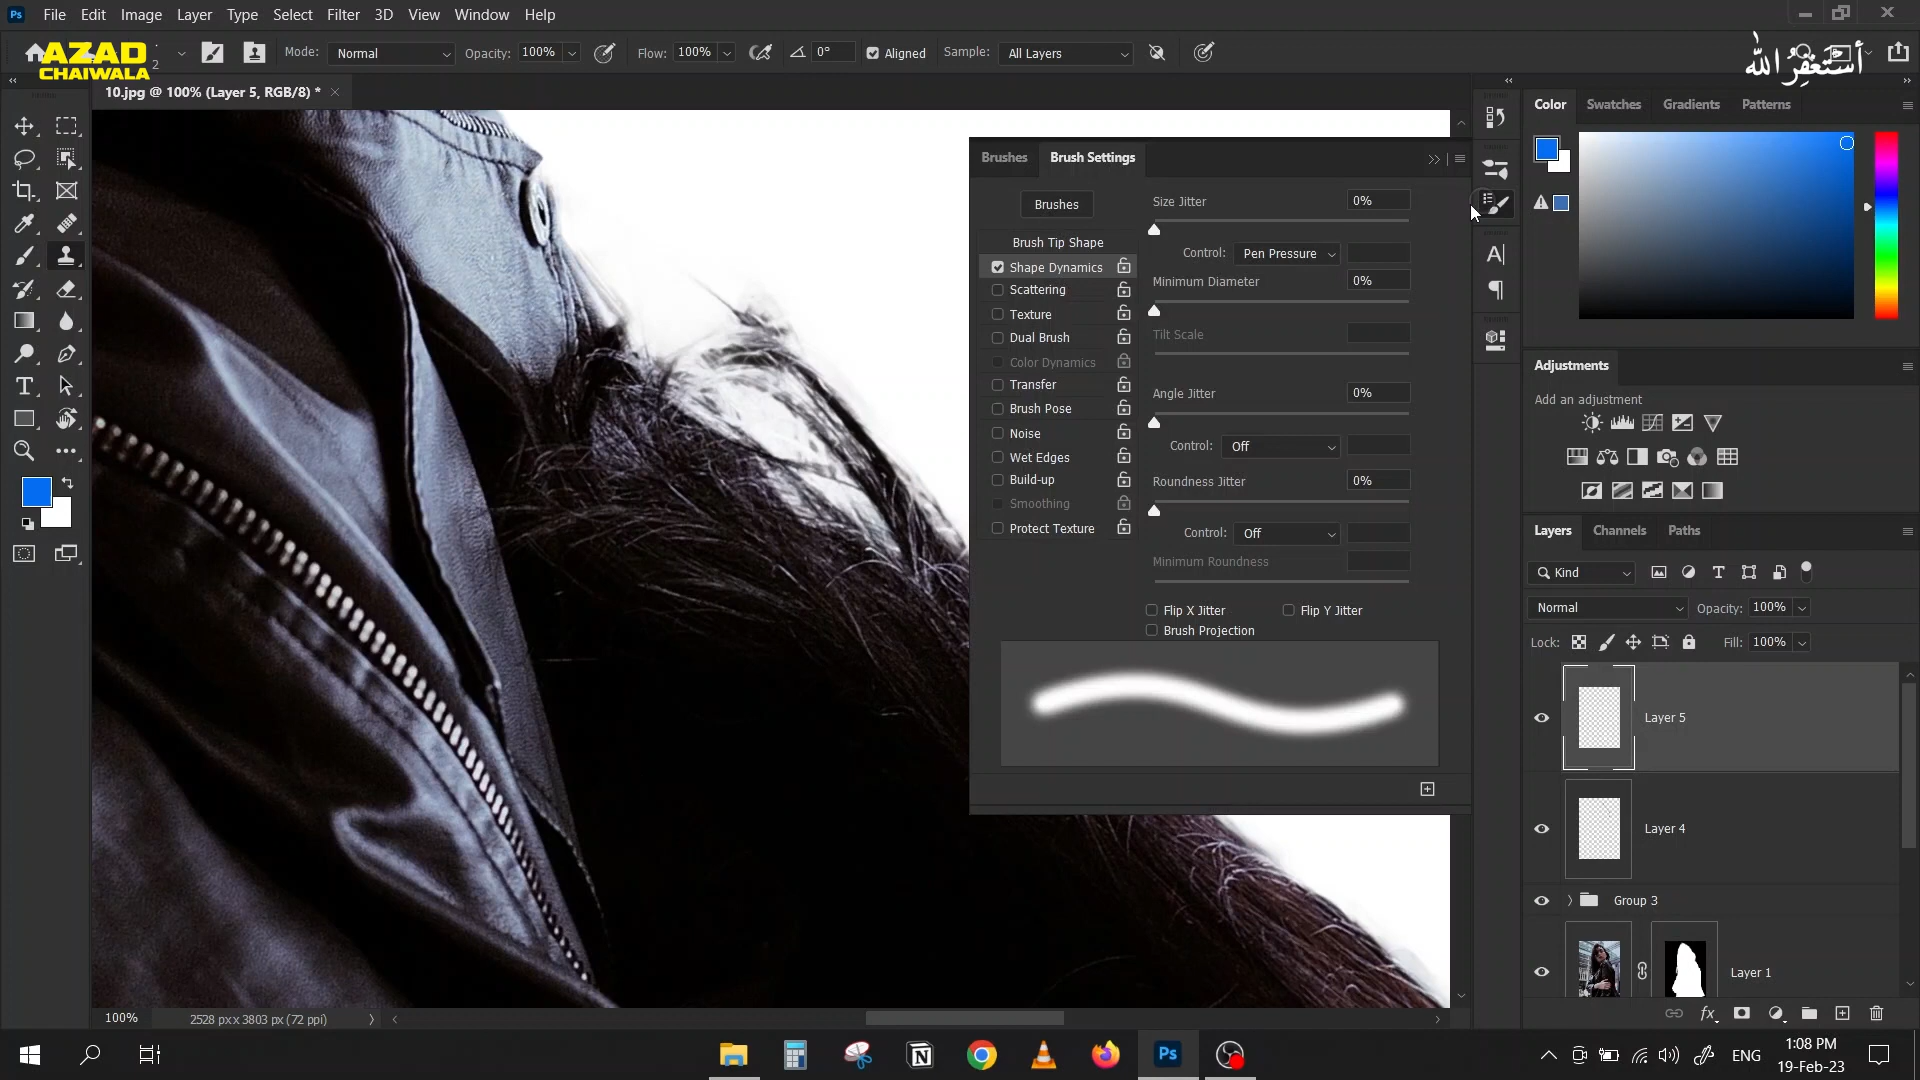 Ps File Edit Image Layer Type Select Filter 3D View Window Help
AZAD
CHAIWALA
2 Mode: Normal Opacity: 100% Flow: 100% 0° Aligned Sample: All Layers
أستغفر الله
10.jpg @ 100% (Layer 5, RGB/8) *
Brushes Brush Settings
Brushes
Brush Tip Shape
Shape Dynamics
Scattering
Texture
Dual Brush
Color Dynamics
Transfer
Brush Pose
Noise
Wet Edges
Build-up
Smoothing
Protect Texture
Size Jitter 0%
Control: Pen Pressure
Minimum Diameter 0%
Tilt Scale
Angle Jitter 0%
Control: Off
Roundness Jitter 0%
Control: Off
Minimum Roundness
Flip X Jitter Flip Y Jitter
Brush Projection
Color Swatches Gradients Patterns
Adjustments
Add an adjustment
Layers Channels Paths
Kind
Normal Opacity: 100%
Lock: Fill: 100%
Layer 5
Layer 4
Group 3
Layer 1
100% 2528 px x 3803 px (72 ppi)
ENG
1:08 PM
19-Feb-23